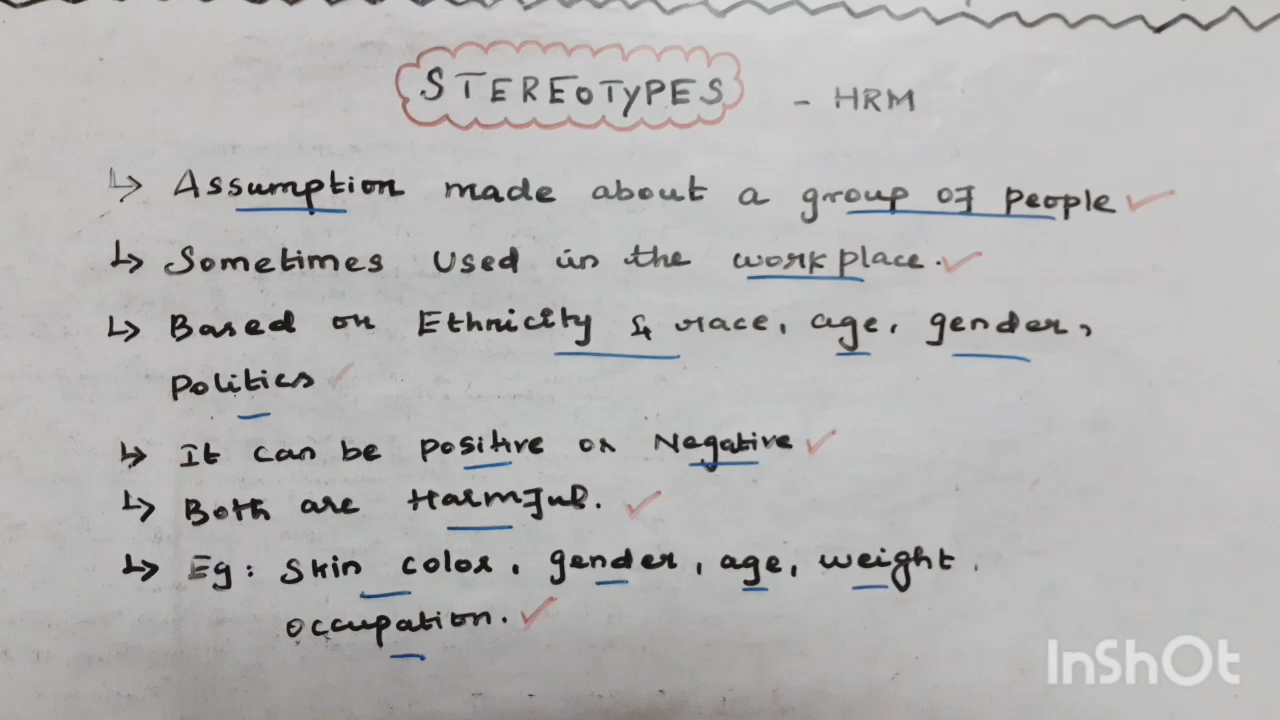 STEREOTYPES - HRM
↳ Assumption made about a group of people
↳ Sometimes used in the workplace.
↳ Based on Ethnicity & race, age, gender,
politics
↳ It can be positive or Negative
↳ Both are Harmful.
↳ Eg: Skin color, gender, age, weight.
occupation.
InShOt